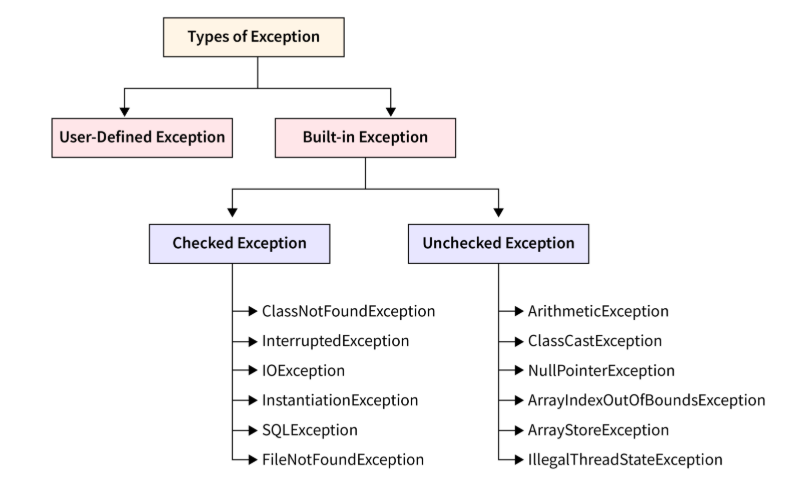 Types of Exception
User-Defined Exception
Built-in Exception
Checked Exception
Unchecked Exception
ClassNotFoundException
InterruptedException
IOException
InstantiationException
SQLException
FileNotFoundException
ArithmeticException
ClassCastException
NullPointerException
ArrayIndexOutOfBoundsException
ArrayStoreException
IllegalThreadStateException